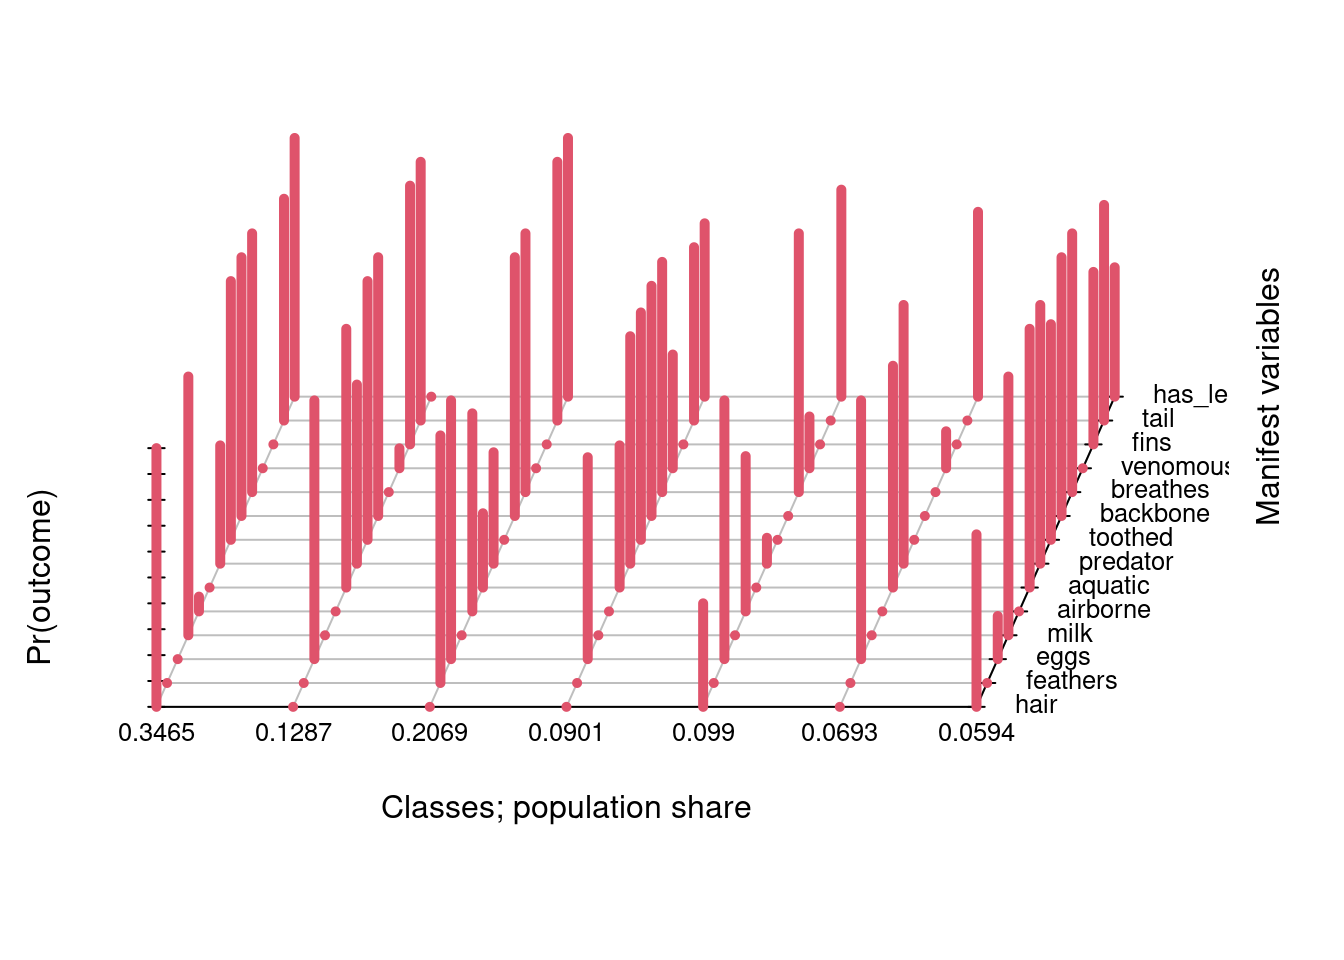 Pr(outcome)
Manifest variables
has_le
tail
fins
venomous
breathes
backbone
toothed
predator
aquatic
airborne
milk
eggs
feathers
hair
0.3465 0.1287 0.2069 0.0901 0.099 0.0693 0.0594
Classes; population share